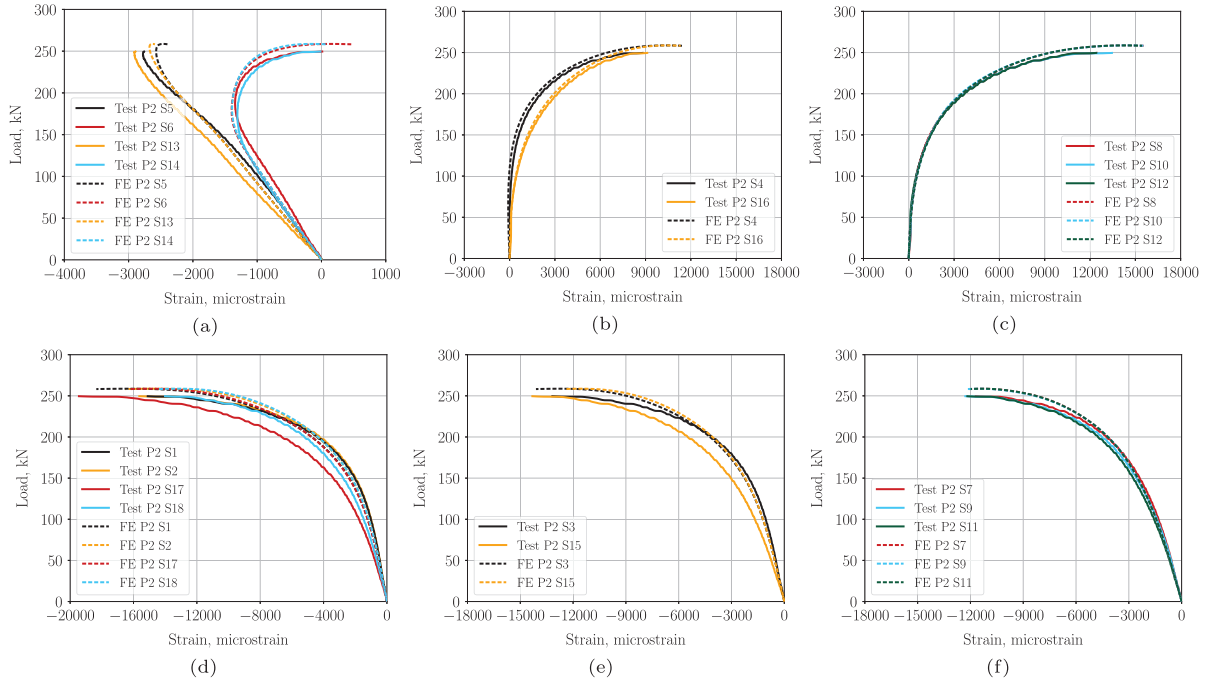 300
250
200
150
100
50
0
Load, kN
Test P2 S5
Test P2 S6
Test P2 S13
Test P2 S14
FE P2 S5
FE P2 S6
FE P2 S13
FE P2 S14
−4000 −3000 −2000 −1000 0 1000
Strain, microstrain
(a)
300
250
200
150
100
50
0
Load, kN
Test P2 S4
Test P2 S16
FE P2 S4
FE P2 S16
−3000 0 3000 6000 9000 12000 15000 18000
Strain, microstrain
(b)
300
250
200
150
100
50
0
Load, kN
Test P2 S8
Test P2 S10
Test P2 S12
FE P2 S8
FE P2 S10
FE P2 S12
−3000 0 3000 6000 9000 12000 15000 18000
Strain, microstrain
(c)
300
250
200
150
100
50
0
Load, kN
Test P2 S1
Test P2 S2
Test P2 S17
Test P2 S18
FE P2 S1
FE P2 S2
FE P2 S17
FE P2 S18
−20000 −16000 −12000 −8000 −4000 0
Strain, microstrain
(d)
300
250
200
150
100
50
0
Load, kN
Test P2 S3
Test P2 S15
FE P2 S3
FE P2 S15
−18000 −15000 −12000 −9000 −6000 −3000 0
Strain, microstrain
(e)
300
250
200
150
100
50
0
Load, kN
Test P2 S7
Test P2 S9
Test P2 S11
FE P2 S7
FE P2 S9
FE P2 S11
−18000 −15000 −12000 −9000 −6000 −3000 0
Strain, microstrain
(f)